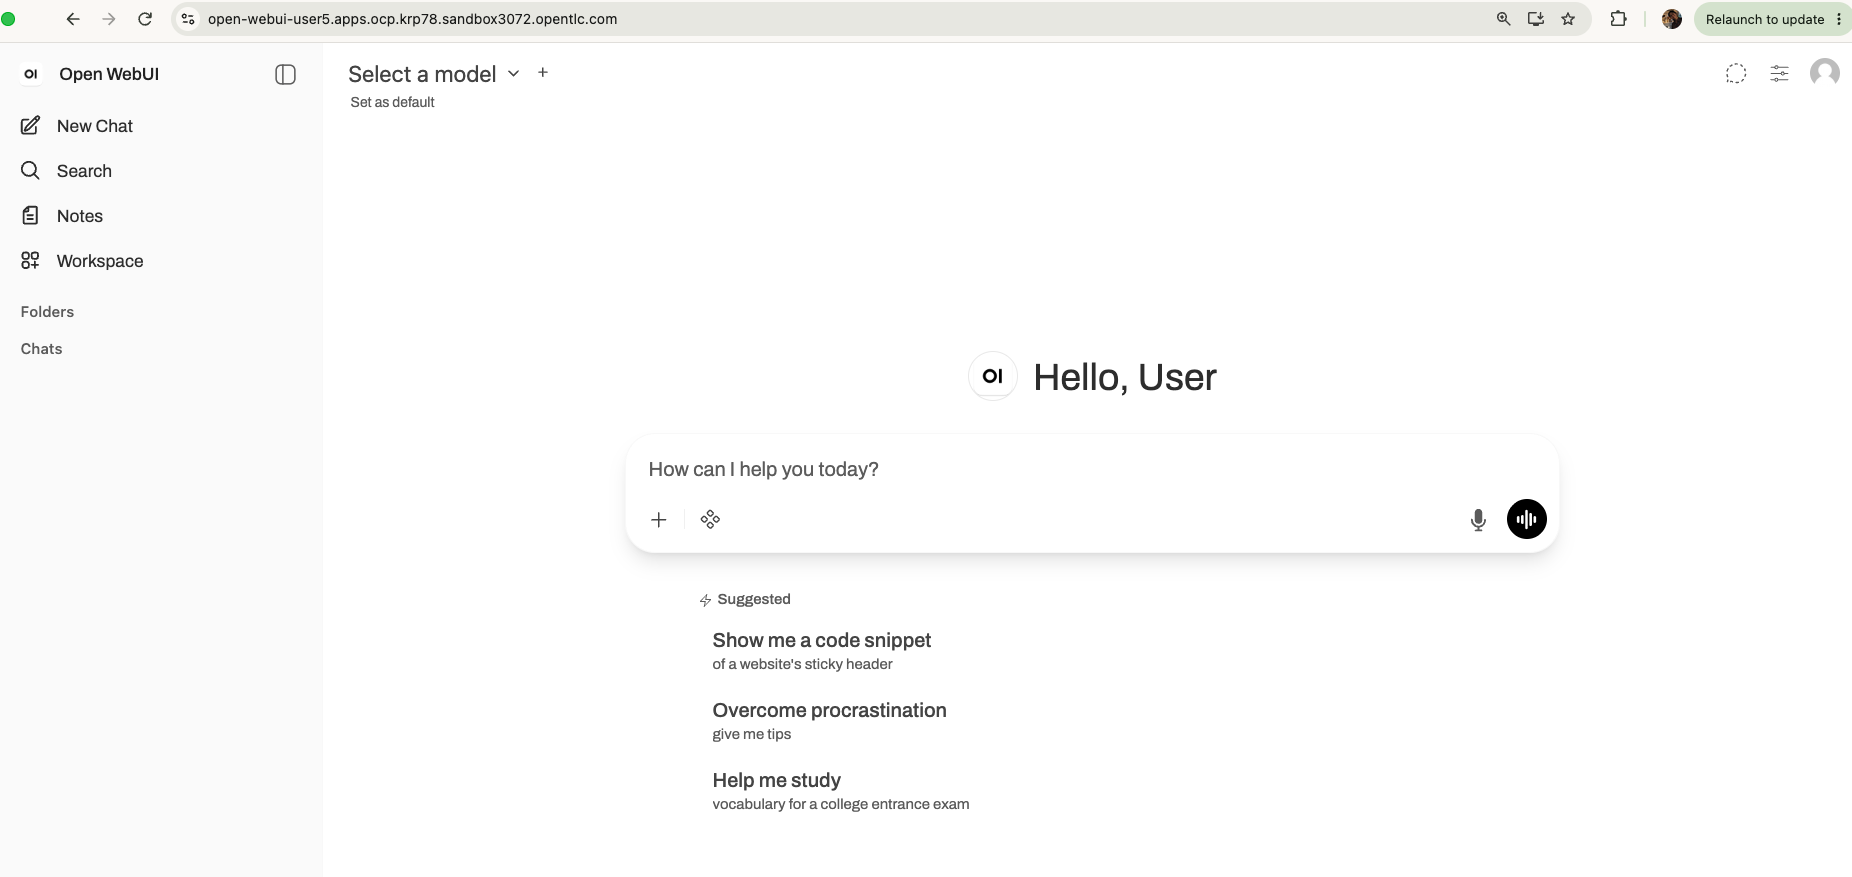 open-webui-user5.apps.ocp.krp78.sandbox3072.opentlc.com
Relaunch to update
OI
Open WebUI
New Chat
Search
Notes
Workspace
Folders
Chats
Select a model
Set as default
OI
Hello, User
How can I help you today?
Suggested
Show me a code snippet
of a website's sticky header
Overcome procrastination
give me tips
Help me study
vocabulary for a college entrance exam